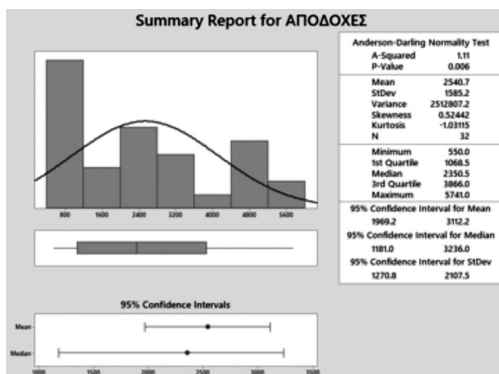 Summary Report for ΑΠΟΔΟΧΕΣ
Anderson-Darling Normality Test
A-Squared 1.11
P-Value 0.006
Mean 2540.7
StDev 1585.2
Variance 2512807.2
Skewness 0.52442
Kurtosis -1.03115
N 32
Minimum 550.0
1st Quartile 1068.5
Median 2350.5
3rd Quartile 3866.0
Maximum 5741.0
95% Confidence Interval for Mean
1969.2 3112.2
95% Confidence Interval for Median
1181.0 3236.0
95% Confidence Interval for StDev
1270.8 2107.5
800 1600 2400 3200 4000 4800 5600
95% Confidence Intervals
Mean
Median
1000 1500 2000 2500 3000 3500